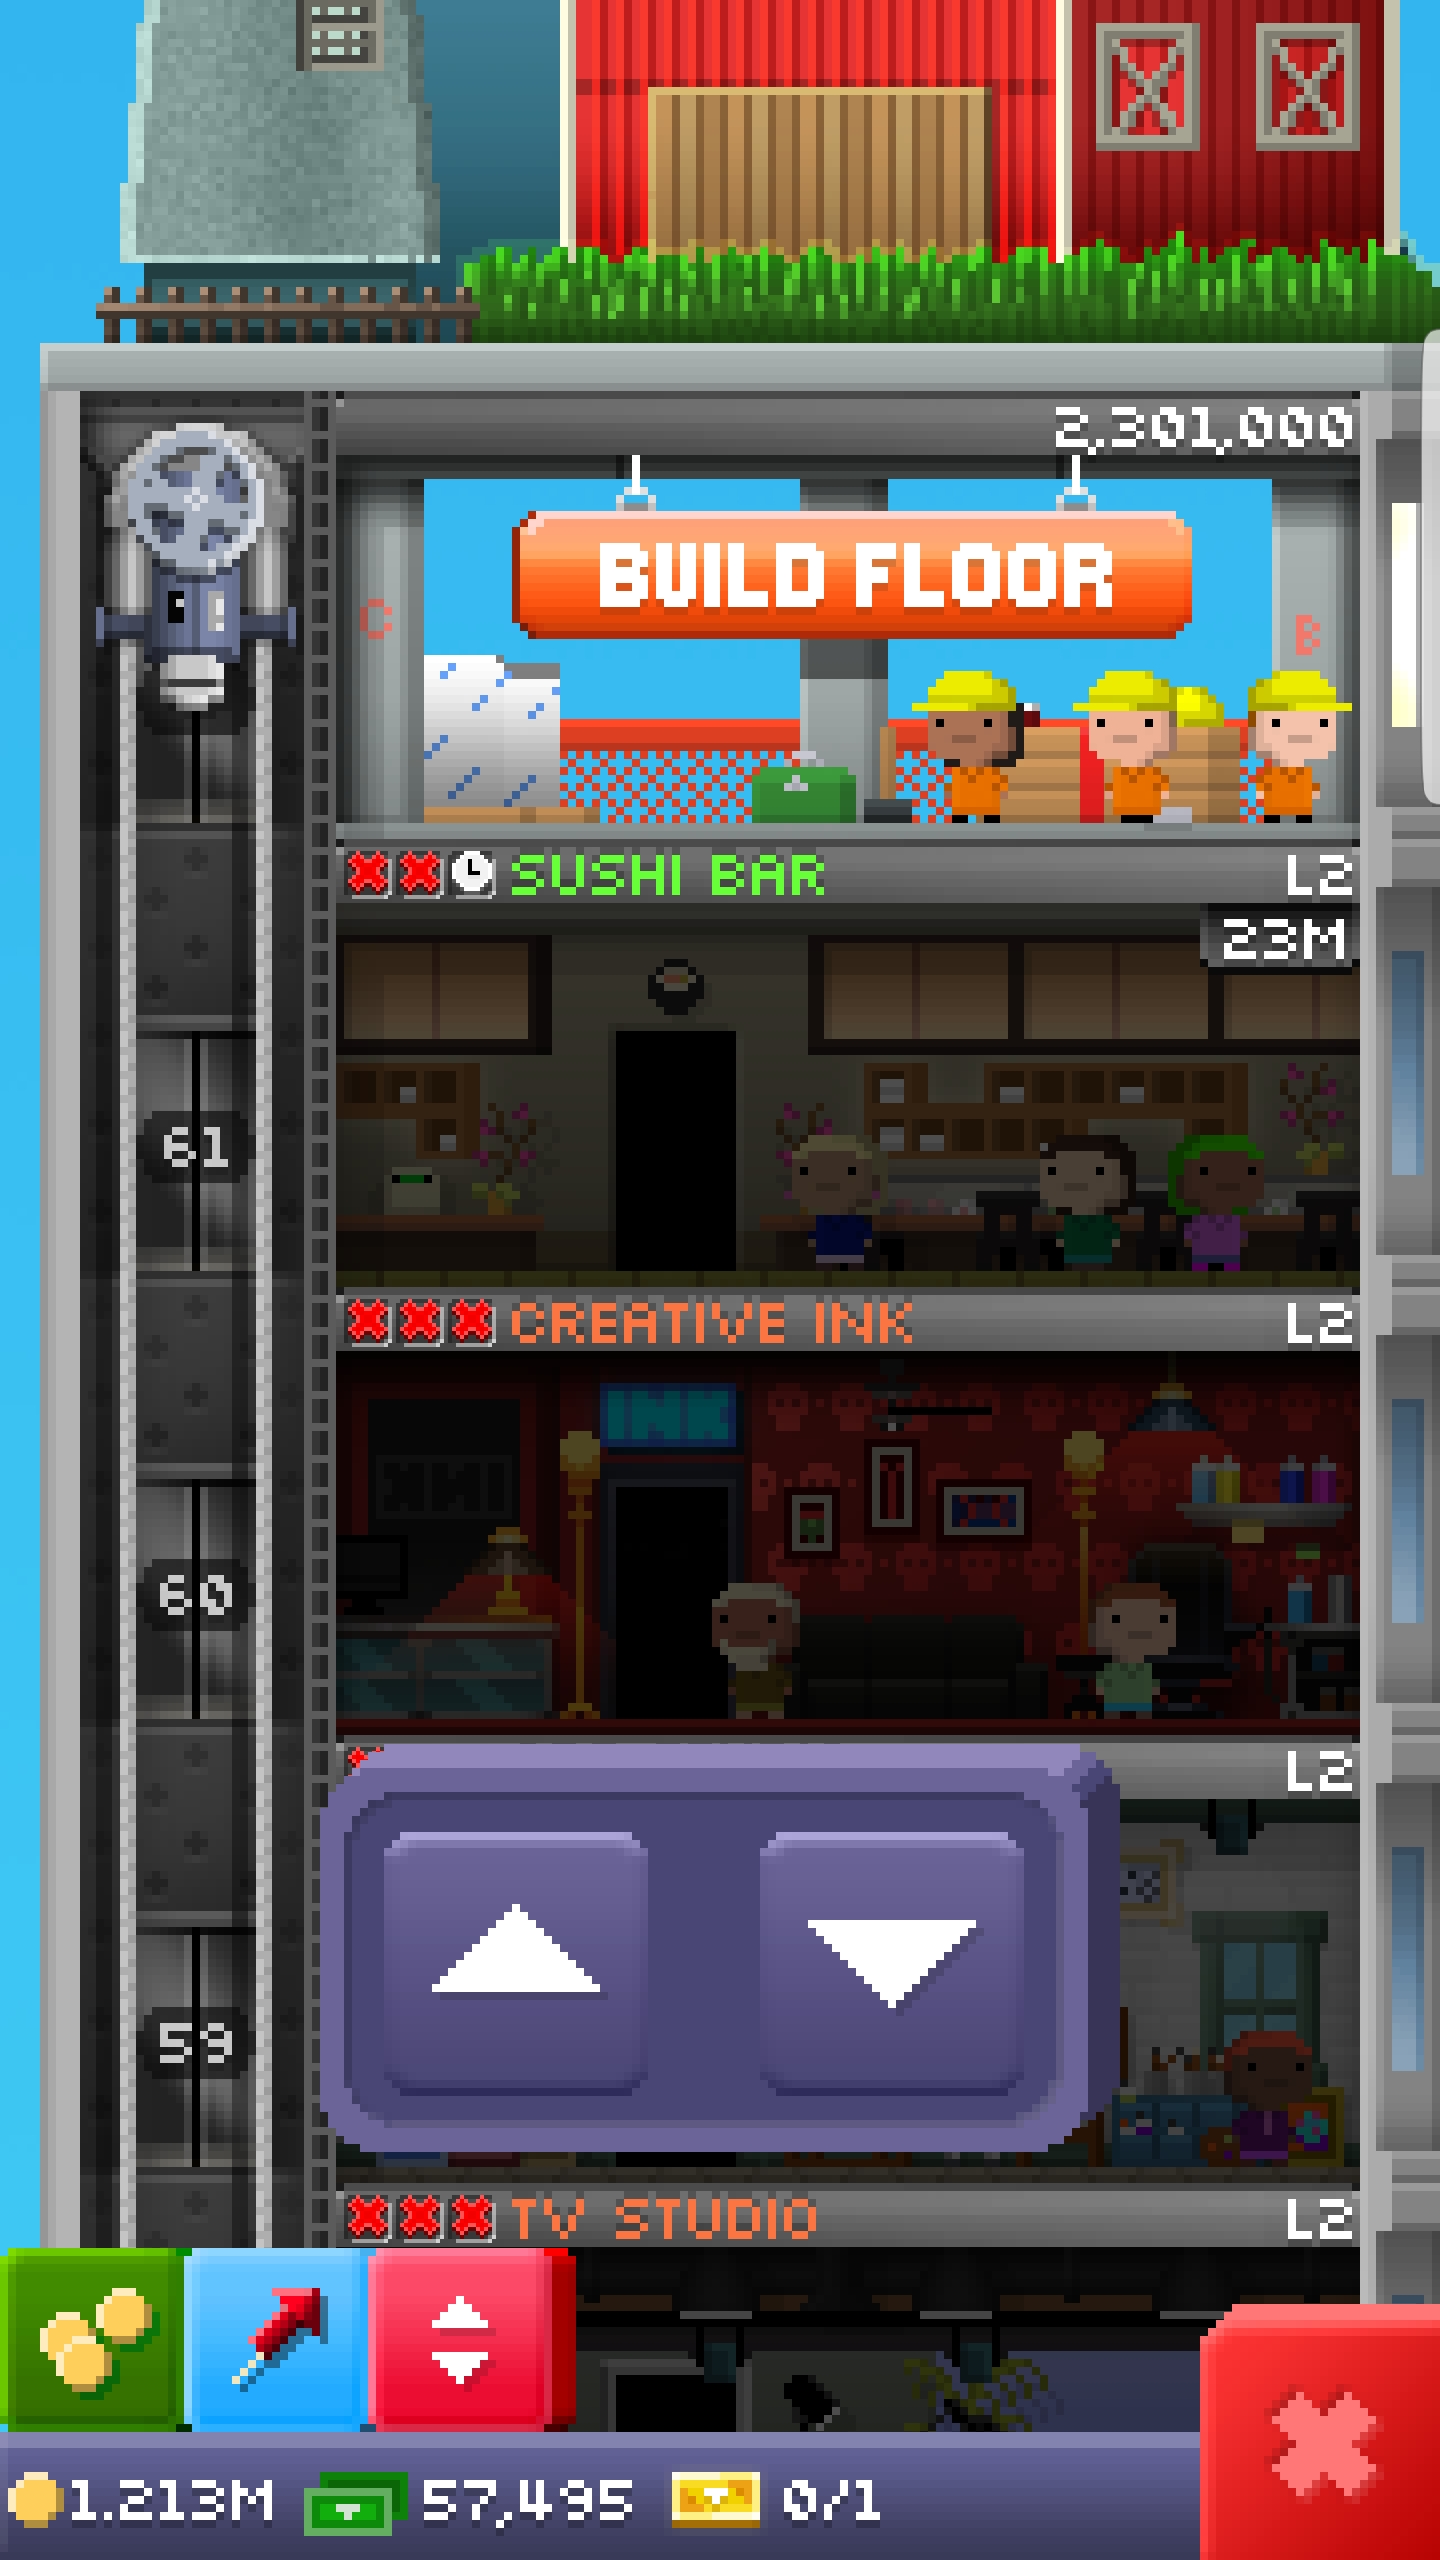 2,301,000
BUILD FLOOR
C
B
SUSHI BAR L2
23M
61
CREATIVE INK L2
INK
60
L2
59
TV STUDIO L2
1.213M 57,495 0/1